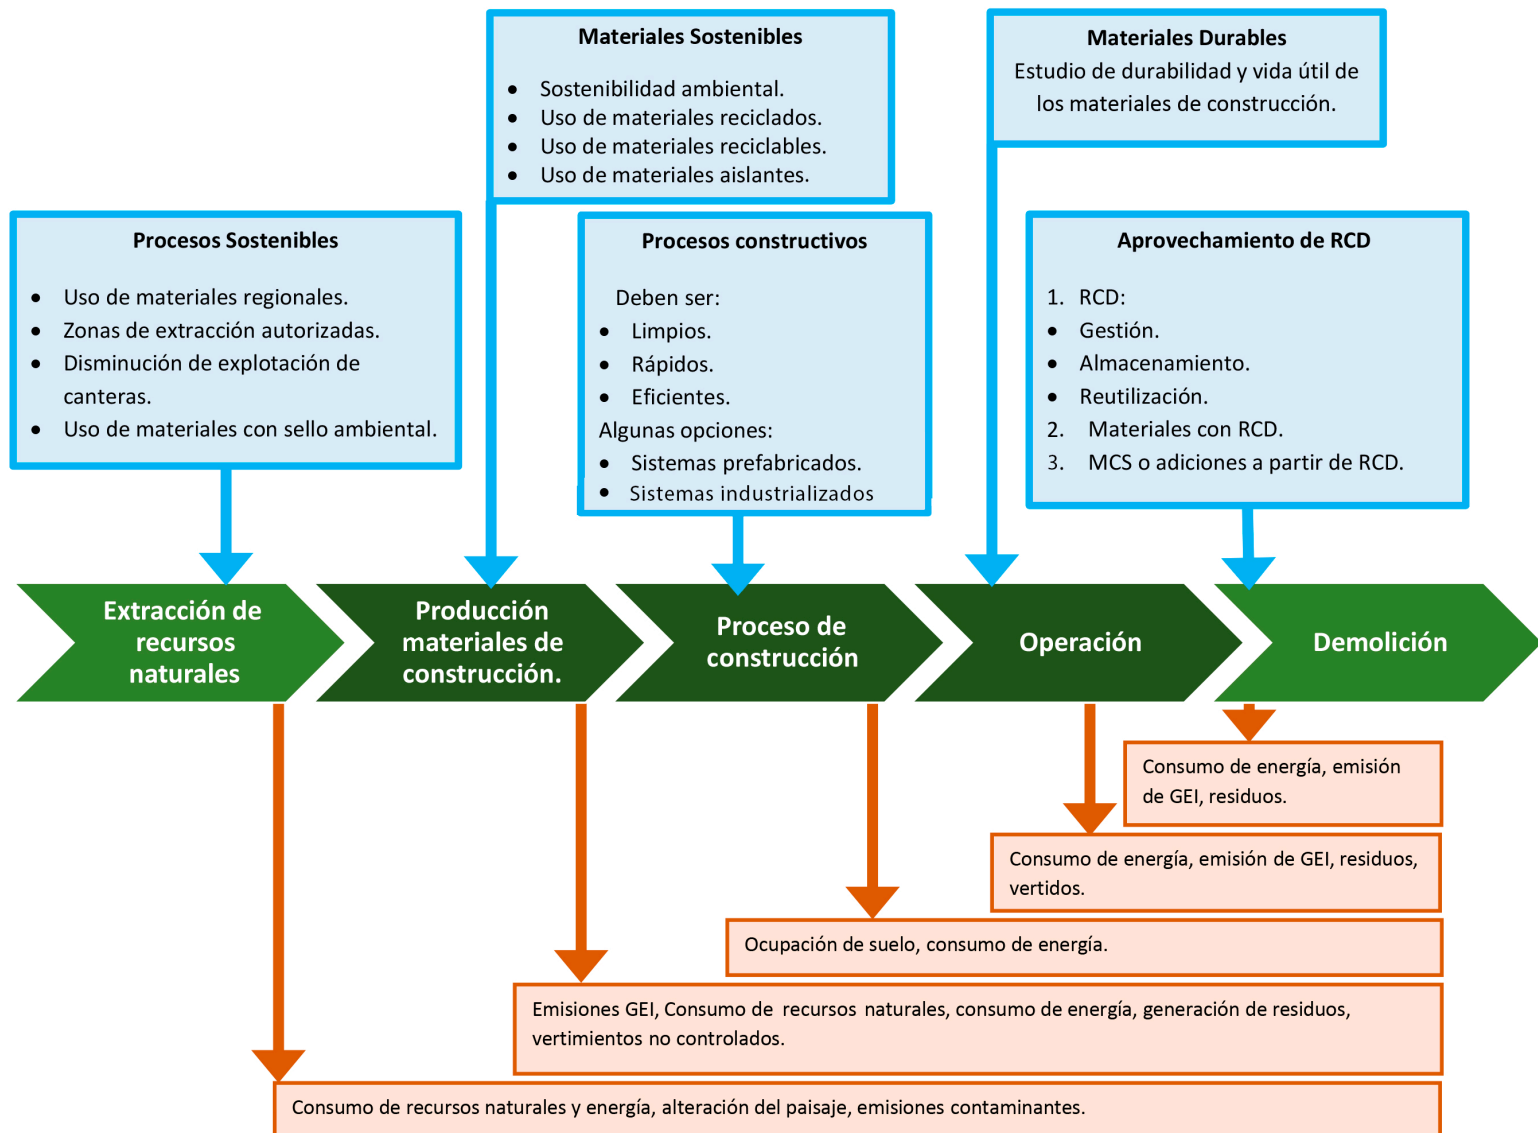 Materiales Sostenibles
• Sostenibilidad ambiental.
• Uso de materiales reciclados.
• Uso de materiales reciclables.
• Uso de materiales aislantes.
Materiales Durables
Estudio de durabilidad y vida útil de
los materiales de construcción.
Procesos Sostenibles
• Uso de materiales regionales.
• Zonas de extracción autorizadas.
• Disminución de explotación de
canteras.
• Uso de materiales con sello ambiental.
Procesos constructivos
Deben ser:
• Limpios.
• Rápidos.
• Eficientes.
Algunas opciones:
• Sistemas prefabricados.
• Sistemas industrializados
Aprovechamiento de RCD
1. RCD:
• Gestión.
• Almacenamiento.
• Reutilización.
2. Materiales con RCD.
3. MCS o adiciones a partir de RCD.
Extracción de
recursos
naturales
Producción
materiales de
construcción.
Proceso de
construcción
Operación
Demolición
Consumo de energía, emisión
de GEI, residuos.
Consumo de energía, emisión de GEI, residuos,
vertidos.
Ocupación de suelo, consumo de energía.
Emisiones GEI, Consumo de recursos naturales, consumo de energía, generación de residuos,
vertimientos no controlados.
Consumo de recursos naturales y energía, alteración del paisaje, emisiones contaminantes.